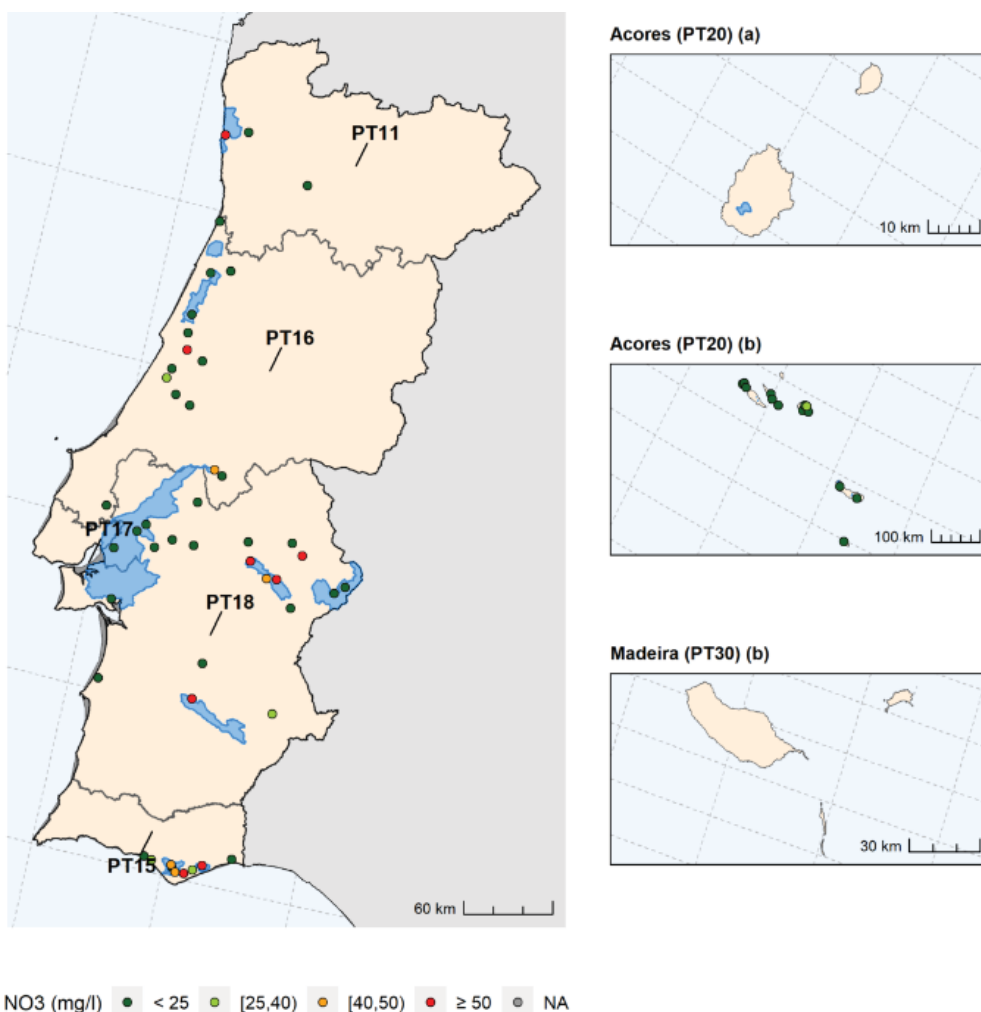 PT11
PT16
PT17
PT18
PT15
60 km
Acores (PT20) (a)
10 km
Acores (PT20) (b)
100 km
Madeira (PT30) (b)
30 km
NO3 (mg/l) < 25 [25,40) [40,50) ≥ 50 NA